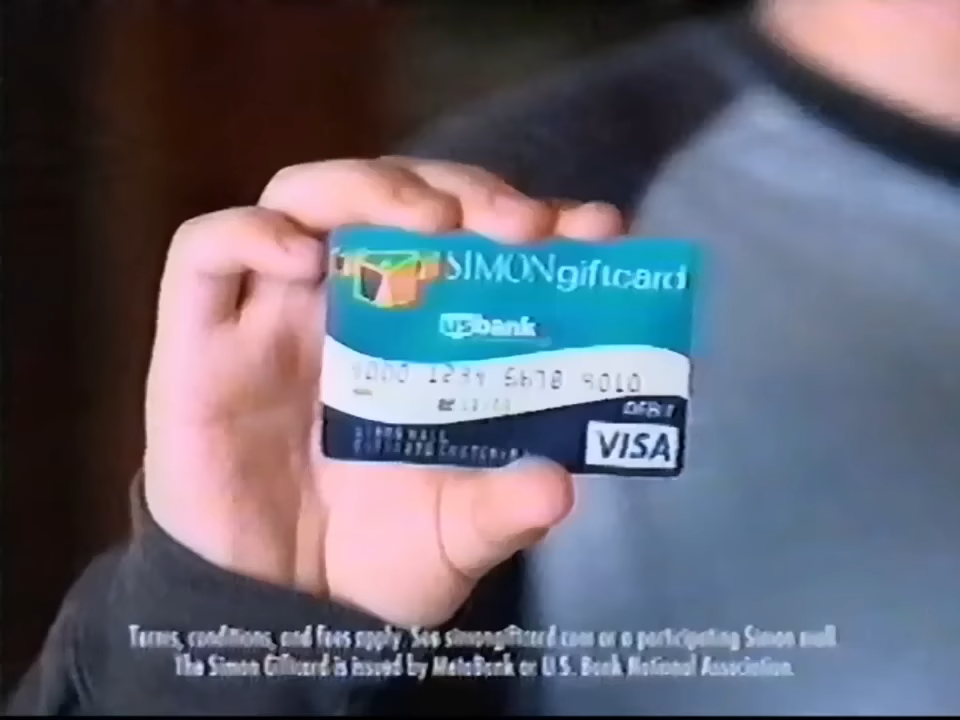 SIMONgiftcard
usbank
4000 1234 5678 9010
DEBIT
VISA
Terms, conditions, and fees apply. See simongiftcard.com or a participating Simon mall.
The Simon Giftcard is issued by MetaBank or U.S. Bank National Association.